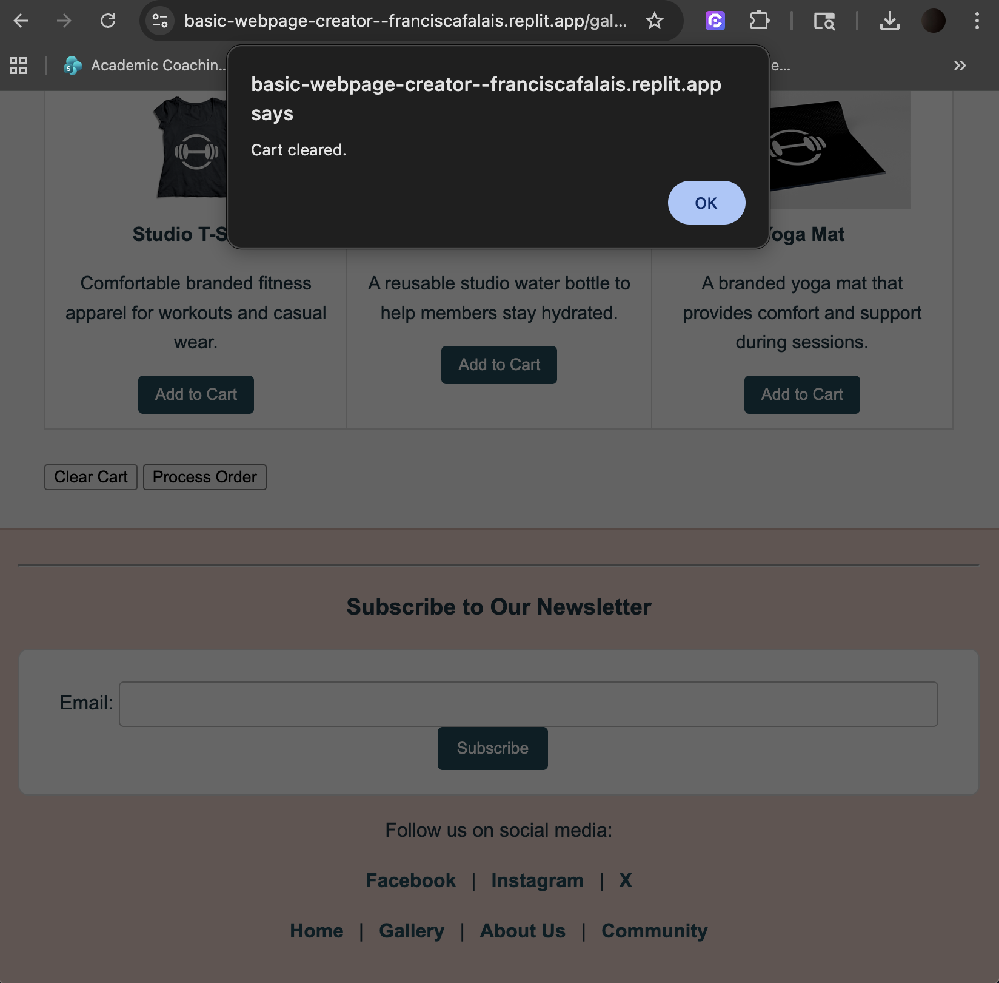 basic-webpage-creator--franciscafalais.replit.app/gal...
Academic Coachin...
e...
basic-webpage-creator--franciscafalais.replit.app
says
Cart cleared.
OK
Studio T-S
oga Mat
Comfortable branded fitness
apparel for workouts and casual
wear.
Add to Cart
A reusable studio water bottle to
help members stay hydrated.
Add to Cart
A branded yoga mat that
provides comfort and support
during sessions.
Add to Cart
Clear Cart
Process Order
Subscribe to Our Newsletter
Email:
Subscribe
Follow us on social media:
Facebook | Instagram | X
Home | Gallery | About Us | Community